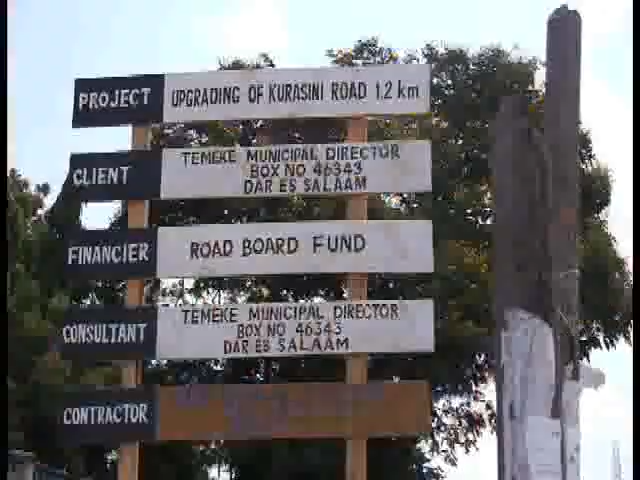 PROJECT
UPGRADING OF KURASINI ROAD 1.2 km
CLIENT
TEMEKE MUNICIPAL DIRECTOR
BOX NO 46343
DAR ES SALAAM
FINANCIER
ROAD BOARD FUND
CONSULTANT
TEMEKE MUNICIPAL DIRECTOR
BOX NO 46343
DAR ES SALAAM
CONTRACTOR